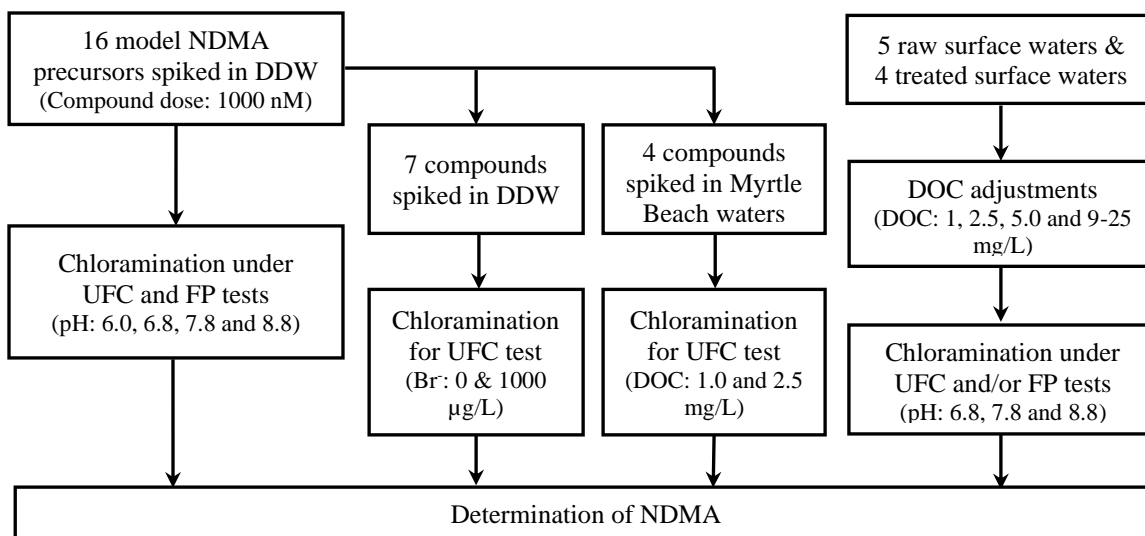 16 model NDMA
precursors spiked in DDW
(Compound dose: 1000 nM)
5 raw surface waters &
4 treated surface waters
7 compounds
spiked in DDW
4 compounds
spiked in Myrtle
Beach waters
DOC adjustments
(DOC: 1, 2.5, 5.0 and 9-25
mg/L)
Chloramination under
UFC and FP tests
(pH: 6.0, 6.8, 7.8 and 8.8)
Chloramination
for UFC test
(Br⁻: 0 & 1000
µg/L)
Chloramination
for UFC test
(DOC: 1.0 and 2.5
mg/L)
Chloramination under
UFC and/or FP tests
(pH: 6.8, 7.8 and 8.8)
Determination of NDMA